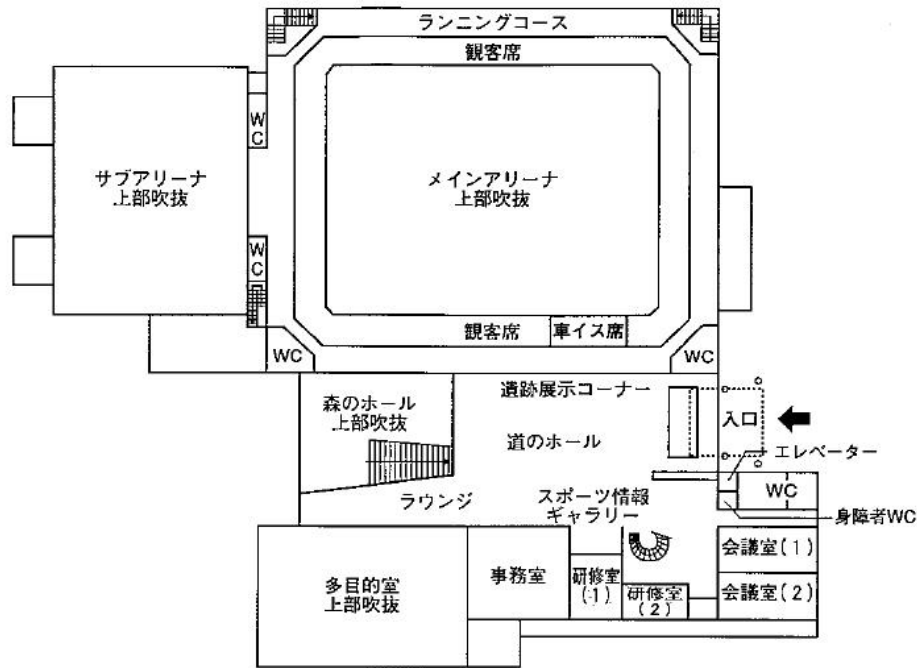 ランニングコース
観客席
WC
サブアリーナ
上部吹抜
メインアリーナ
上部吹抜
WC
観客席
車イス席
WC
WC
森のホール
上部吹抜
遺跡展示コーナー
入口
道のホール
エレベーター
WC
ラウンジ
スポーツ情報
ギャラリー
身障者WC
会議室(1)
多目的室
上部吹抜
事務室
研修室
(1)
研修室
(2)
会議室(2)